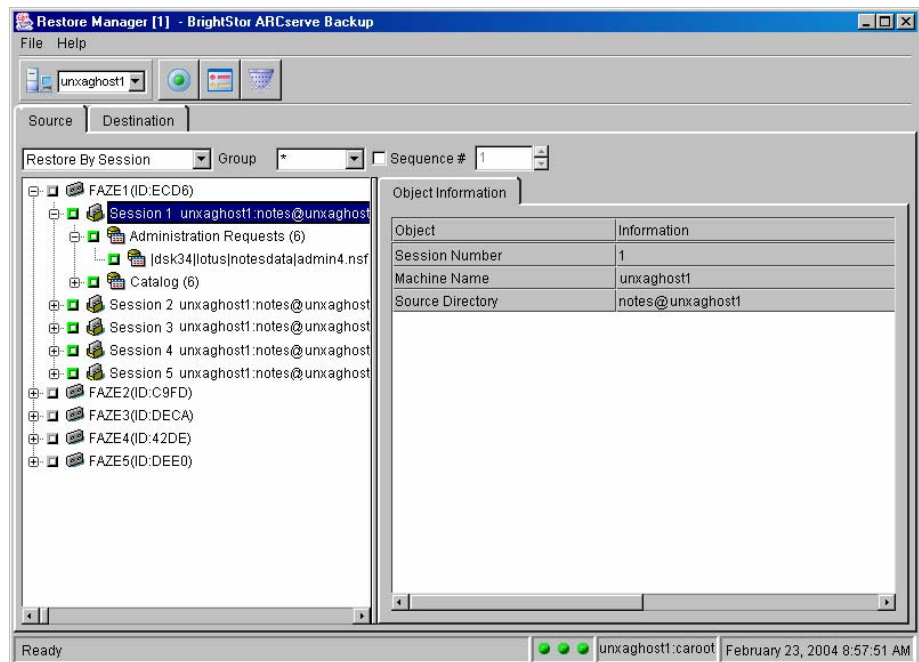 Restore Manager [1] - BrightStor ARCserve Backup
File Help
unxaghost1
Source Destination
Restore By Session Group * Sequence # 1
FAZE1(ID:ECD6)
Session 1 unxaghost1:notes@unxaghost
Administration Requests (6)
|dsk34|lotus|notesdata|admin4.nsf
Catalog (6)
Session 2 unxaghost1:notes@unxaghost
Session 3 unxaghost1:notes@unxaghost
Session 4 unxaghost1:notes@unxaghost
Session 5 unxaghost1:notes@unxaghost
FAZE2(ID:C9FD)
FAZE3(ID:DECA)
FAZE4(ID:42DE)
FAZE5(ID:DEE0)
Object Information
Object Information
Session Number 1
Machine Name unxaghost1
Source Directory notes@unxaghost1
Ready unxaghost1:caroot February 23, 2004 8:57:51 AM